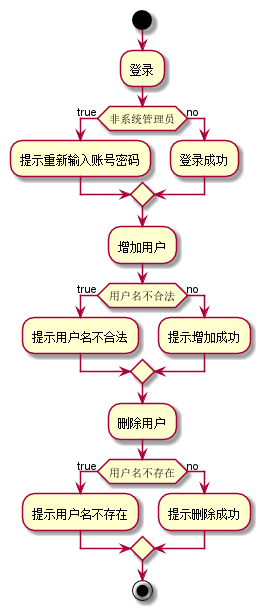 登录
true
非系统管理员
no
提示重新输入账号密码
登录成功
增加用户
true
用户名不合法
no
提示用户名不合法
提示增加成功
删除用户
true
用户名不存在
no
提示用户名不存在
提示删除成功